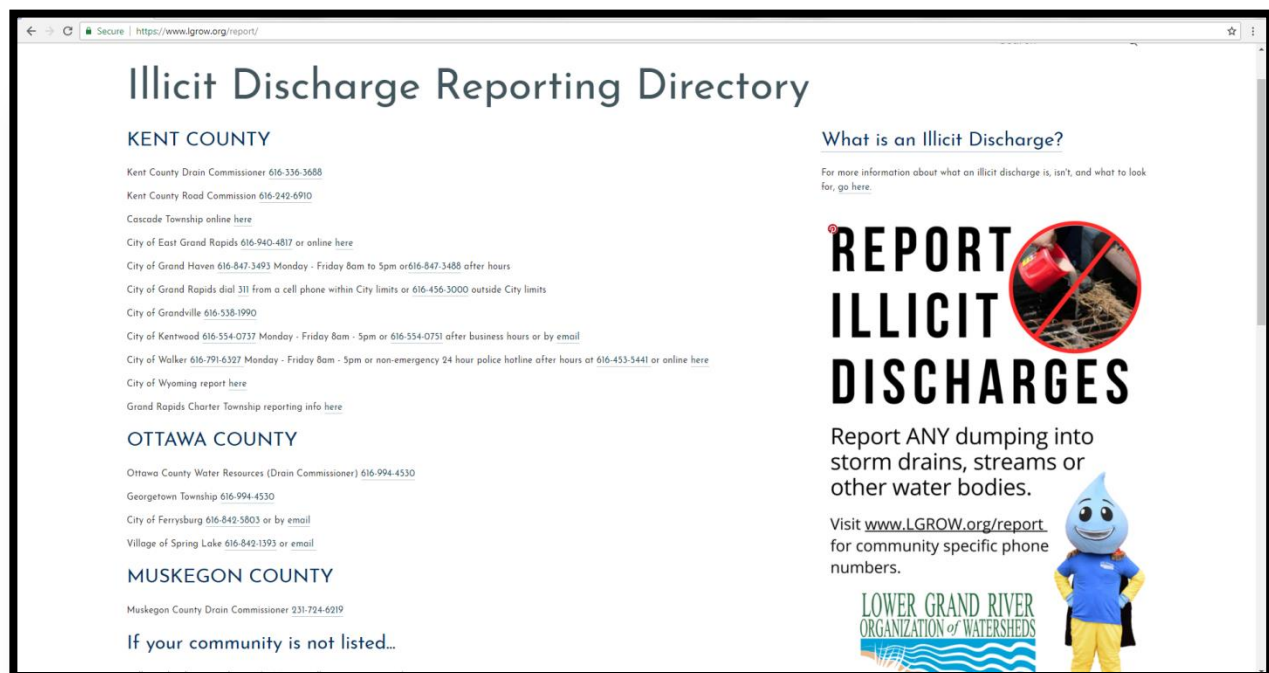 Secure | https://www.lgrow.org/report/
Illicit Discharge Reporting Directory
KENT COUNTY
Kent County Drain Commissioner 616-336-3688
Kent County Road Commission 616-242-6910
Cascade Township online here
City of East Grand Rapids 616-940-4817 or online here
City of Grand Haven 616-847-3493 Monday - Friday 8am to 5pm or616-847-3488 after hours
City of Grand Rapids dial 311 from a cell phone within City limits or 616-456-3000 outside City limits
City of Grandville 616-538-1990
City of Kentwood 616-554-0737 Monday - Friday 8am - 5pm or 616-554-0751 after business hours or by email
City of Walker 616-791-6327 Monday - Friday 8am - 5pm or non-emergency 24 hour police hotline after hours at 616-453-5441 or online here
City of Wyoming report here
Grand Rapids Charter Township reporting info here
OTTAWA COUNTY
Ottawa County Water Resources (Drain Commissioner) 616-994-4530
Georgetown Township 616-994-4530
City of Ferrysburg 616-842-5803 or by email
Village of Spring Lake 616-842-1393 or email
MUSKEGON COUNTY
Muskegon County Drain Commissioner 231-724-6219
If your community is not listed...
What is an Illicit Discharge?
For more information about what an illicit discharge is, isn't, and what to look
for, go here.
REPORT
ILLICIT
DISCHARGES
Report ANY dumping into
storm drains, streams or
other water bodies.
Visit www.LGROW.org/report
for community specific phone
numbers.
LOWER GRAND RIVER
ORGANIZATION of WATERSHEDS